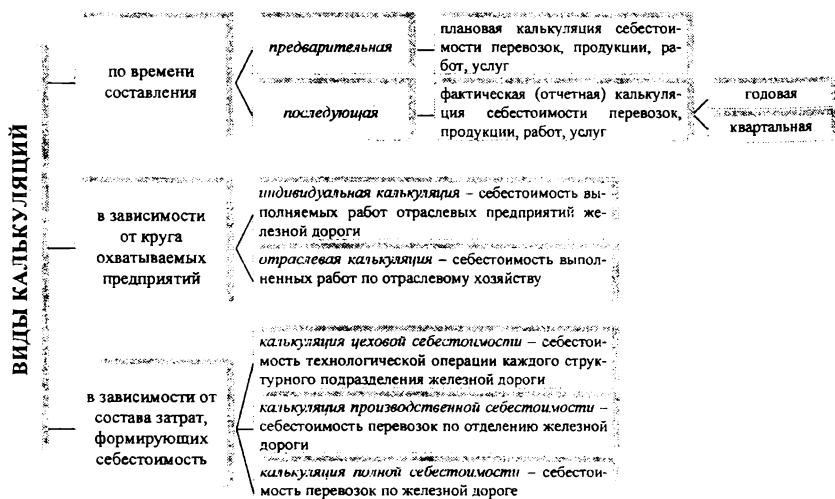 ВИДЫ КАЛЬКУЛЯЦИЙ
по времени
составления
предварительная
плановая калькуляция себестои-
мости перевозок, продукции, ра-
бот, услуг
последующая
фактическая (отчетная) калькуля-
ция себестоимости перевозок,
продукции, работ, услуг
годовая
квартальная
в зависимости
от круга
охватываемых
предприятий
индивидуальная калькуляция – себестоимость вы-
полняемых работ отраслевых предприятий же-
лезной дороги
отраслевая калькуляция – себестоимость выпол-
ненных работ по отраслевому хозяйству
в зависимости от
состава затрат,
формирующих
себестоимость
калькуляция цеховой себестоимости – себестои-
мость технологической операции каждого струк-
турного подразделения железной дороги
калькуляция производственной себестоимости –
себестоимость перевозок по отделению железной
дороги
калькуляция полной себестоимости – себестои-
мость перевозок по железной дороге